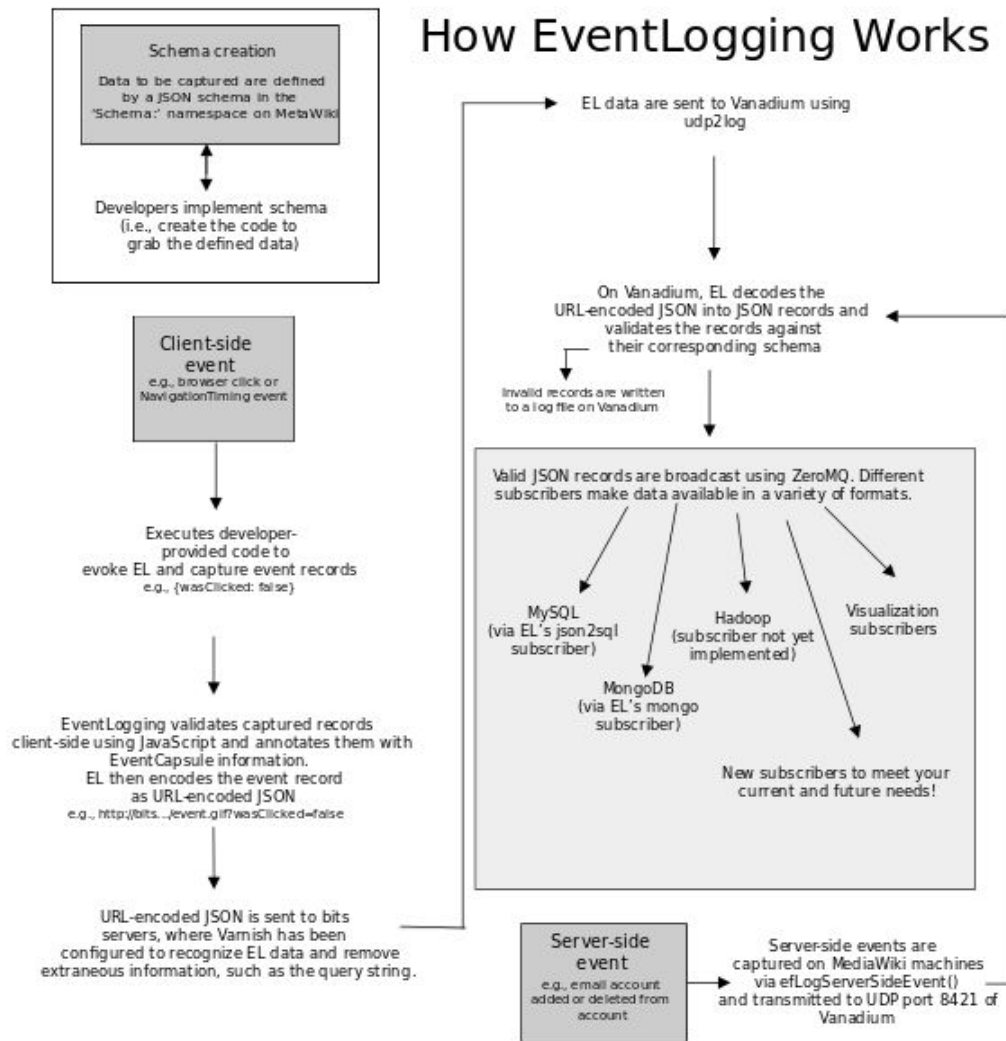 How EventLogging Works
Schema creation
Data to be captured are defined
by a JSON schema in the
'Schema:' namespace on MetaWiki
Developers implement schema
(i.e., create the code to
grab the defined data)
Client-side
event
e.g., browser click or
NavigationTiming event
Executes developer-
provided code to
evoke EL and capture event records
e.g., {wasClicked: false}
EventLogging validates captured records
client-side using JavaScript and annotates them with
EventCapsule information.
EL then encodes the event record
as URL-encoded JSON
e.g., http://bits.../event.gif?wasClicked=false
URL-encoded JSON is sent to bits
servers, where Varnish has been
configured to recognize EL data and remove
extraneous information, such as the query string.
EL data are sent to Vanadium using
udp2log
On Vanadium, EL decodes the
URL-encoded JSON into JSON records and
validates the records against
their corresponding schema
Invalid records are written
to a log file on Vanadium
Valid JSON records are broadcast using ZeroMQ. Different
subscribers make data available in a variety of formats.
MySQL
(via EL's json2sql
subscriber)
MongoDB
(via EL's mongo
subscriber)
Hadoop
(subscriber not yet
implemented)
Visualization
subscribers
New subscribers to meet your
current and future needs!
Server-side
event
e.g., email account
added or deleted from
account
Server-side events are
captured on MediaWiki machines
via efLogServerSideEvent()
and transmitted to UDP port 8421 of
Vanadium